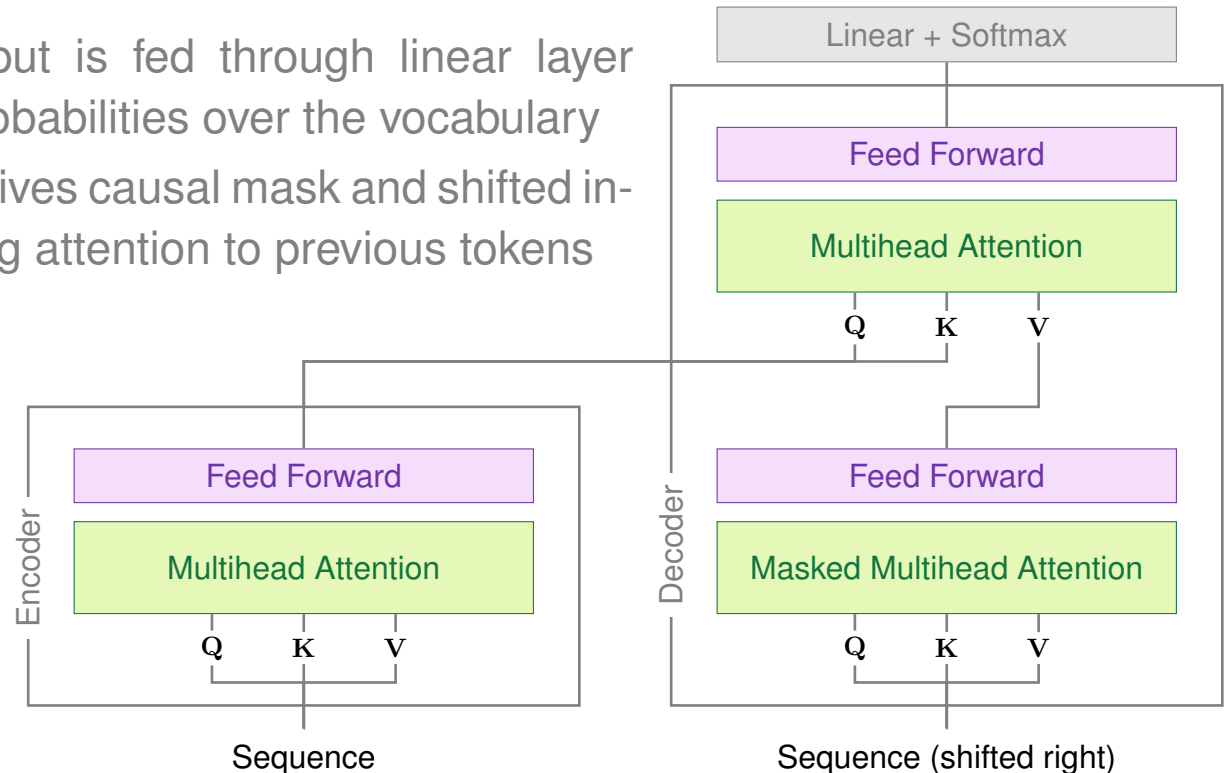 out is fed through linear layer
obabilities over the vocabulary
ives causal mask and shifted in-
g attention to previous tokens
Linear + Softmax
Feed Forward
Multihead Attention
Q K V
Feed Forward
Multihead Attention
Q K V
Encoder
Sequence
Feed Forward
Masked Multihead Attention
Q K V
Decoder
Sequence (shifted right)